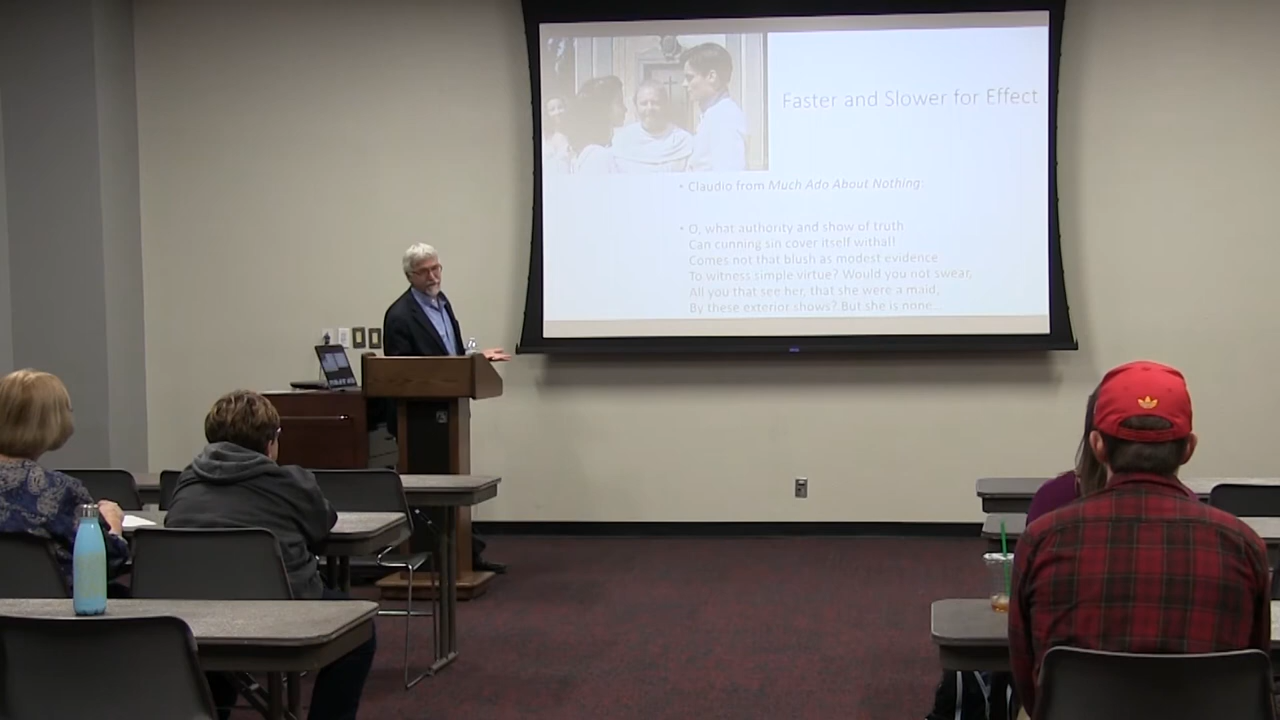 Faster and Slower for Effect
• Claudio from Much Ado About Nothing:
• O, what authority and show of truth
Can cunning sin cover itself withal!
Comes not that blush as modest evidence
To witness simple virtue? Would you not swear,
All you that see her, that she were a maid,
By these exterior shows? But she is none...